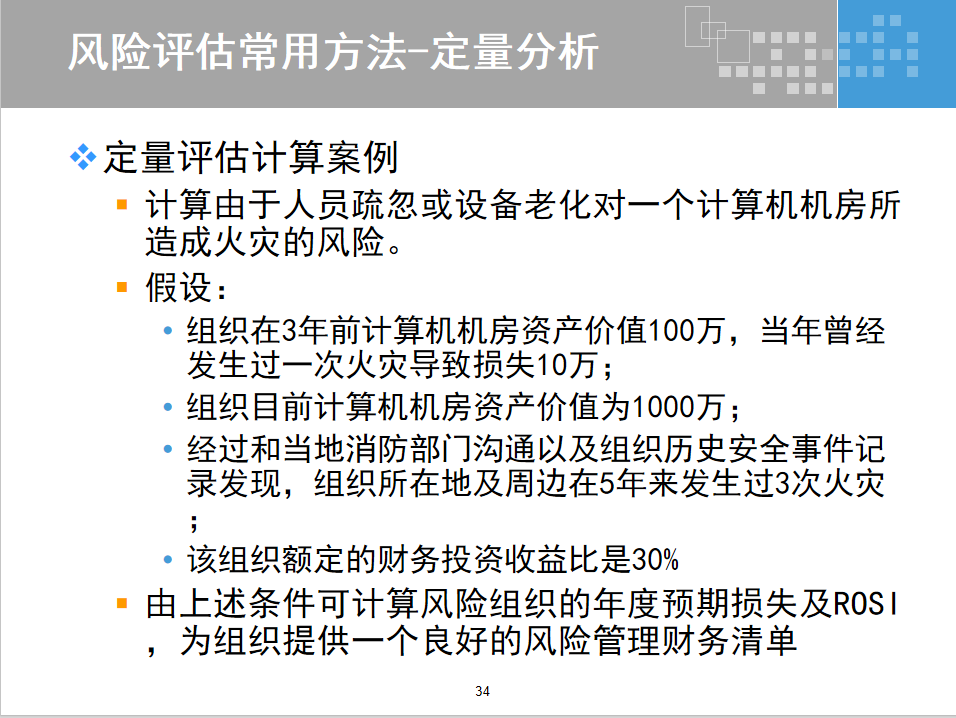 风险评估常用方法-定量分析
定量评估计算案例
计算由于人员疏忽或设备老化对一个计算机机房所
造成火灾的风险。
假设：
组织在3年前计算机机房资产价值100万，当年曾经
发生过一次火灾导致损失10万；
组织目前计算机机房资产价值为1000万；
经过和当地消防部门沟通以及组织历史安全事件记
录发现，组织所在地及周边在5年来发生过3次火灾
；
该组织额定的财务投资收益比是30%
由上述条件可计算风险组织的年度预期损失及ROSI
，为组织提供一个良好的风险管理财务清单
34